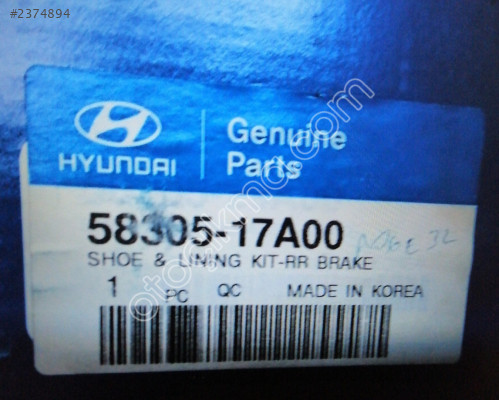 #2374894
HYUNDAI
Genuine
Parts
58305-17A00
SHOE & LINING KIT-RR BRAKE
1 PC QC MADE IN KOREA